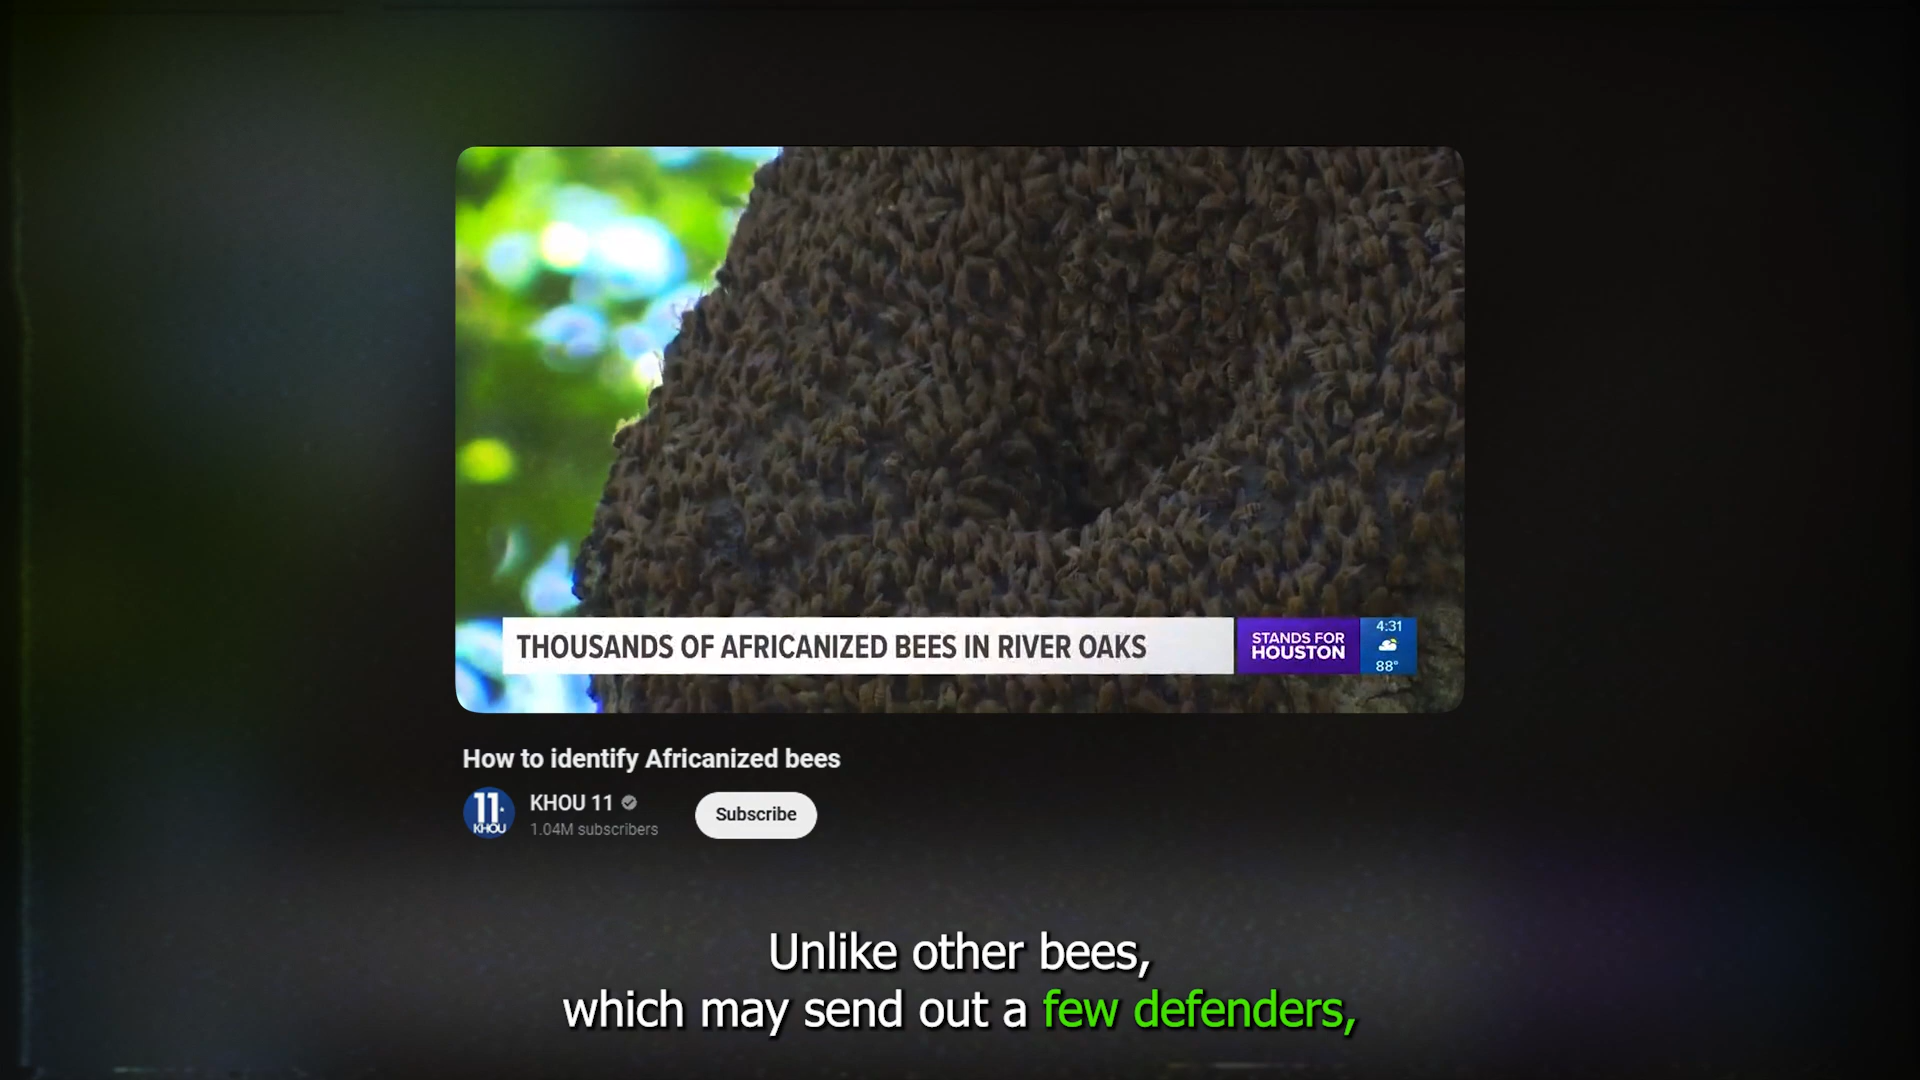 THOUSANDS OF AFRICANIZED BEES IN RIVER OAKS
STANDS FOR
HOUSTON
4:31
88°
How to identify Africanized bees
11
KHOU
KHOU 11
1.04M subscribers
Subscribe
Unlike other bees,
which may send out a few defenders,